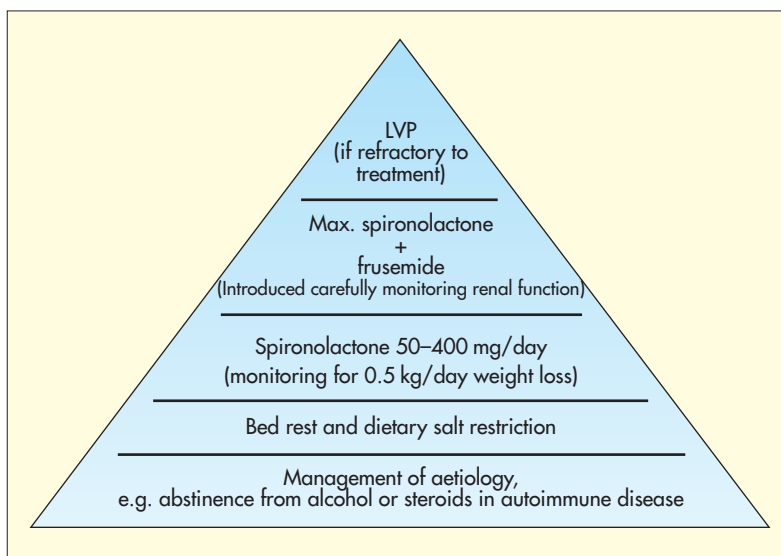 LVP
(if refractory to
treatment)
Max. spironolactone
+
frusemide
(Introduced carefully monitoring renal function)
Spironolactone 50–400 mg/day
(monitoring for 0.5 kg/day weight loss)
Bed rest and dietary salt restriction
Management of aetiology,
e.g. abstinence from alcohol or steroids in autoimmune disease